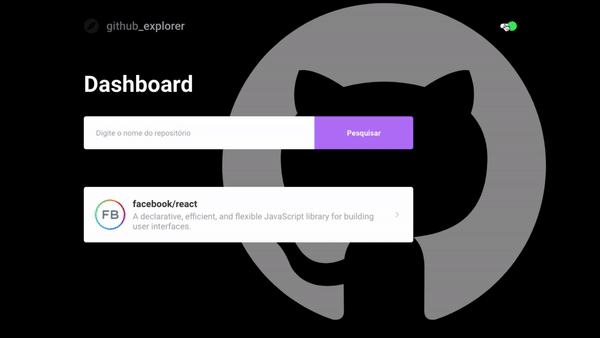 github_explorer
Dashboard
Digite o nome do repositório
Pesquisar
FB
facebook/react
A declarative, efficient, and flexible JavaScript library for building
user interfaces.